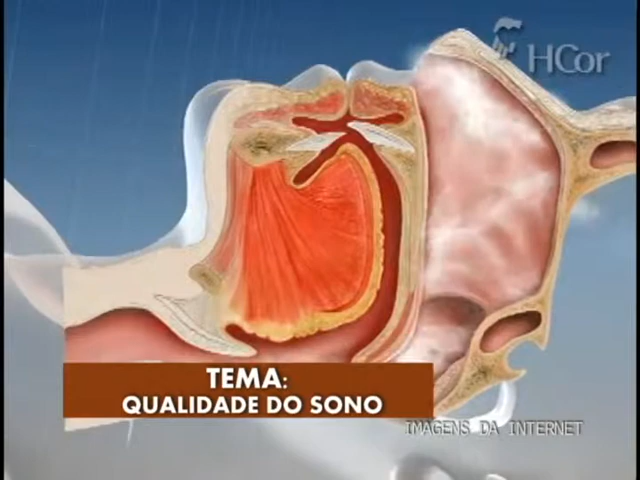 HCor
TEMA:
QUALIDADE DO SONO
IMAGENS DA INTERNET